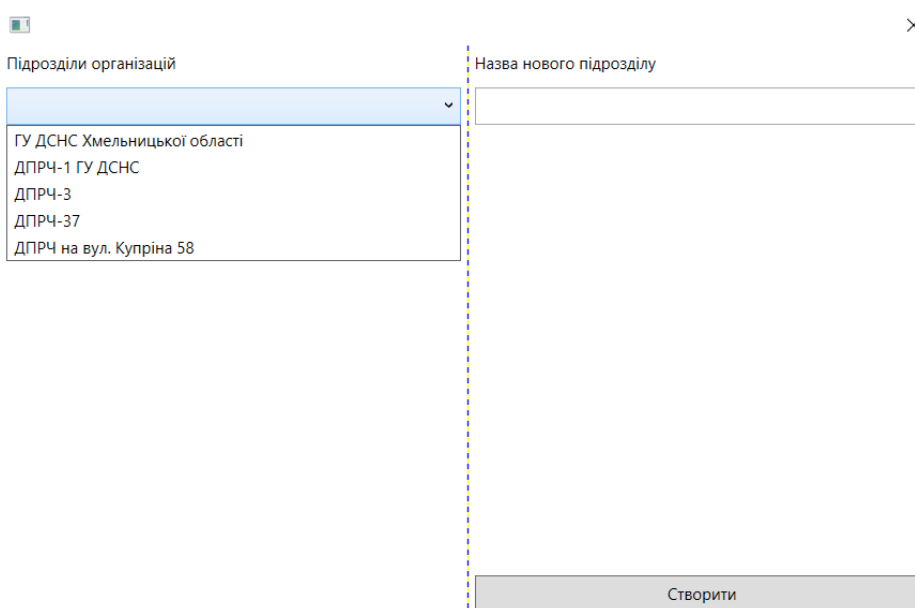 Підрозділи організацій
Назва нового підрозділу
ГУ ДСНС Хмельницької області
ДПРЧ-1 ГУ ДСНС
ДПРЧ-3
ДПРЧ-37
ДПРЧ на вул. Купріна 58
Створити